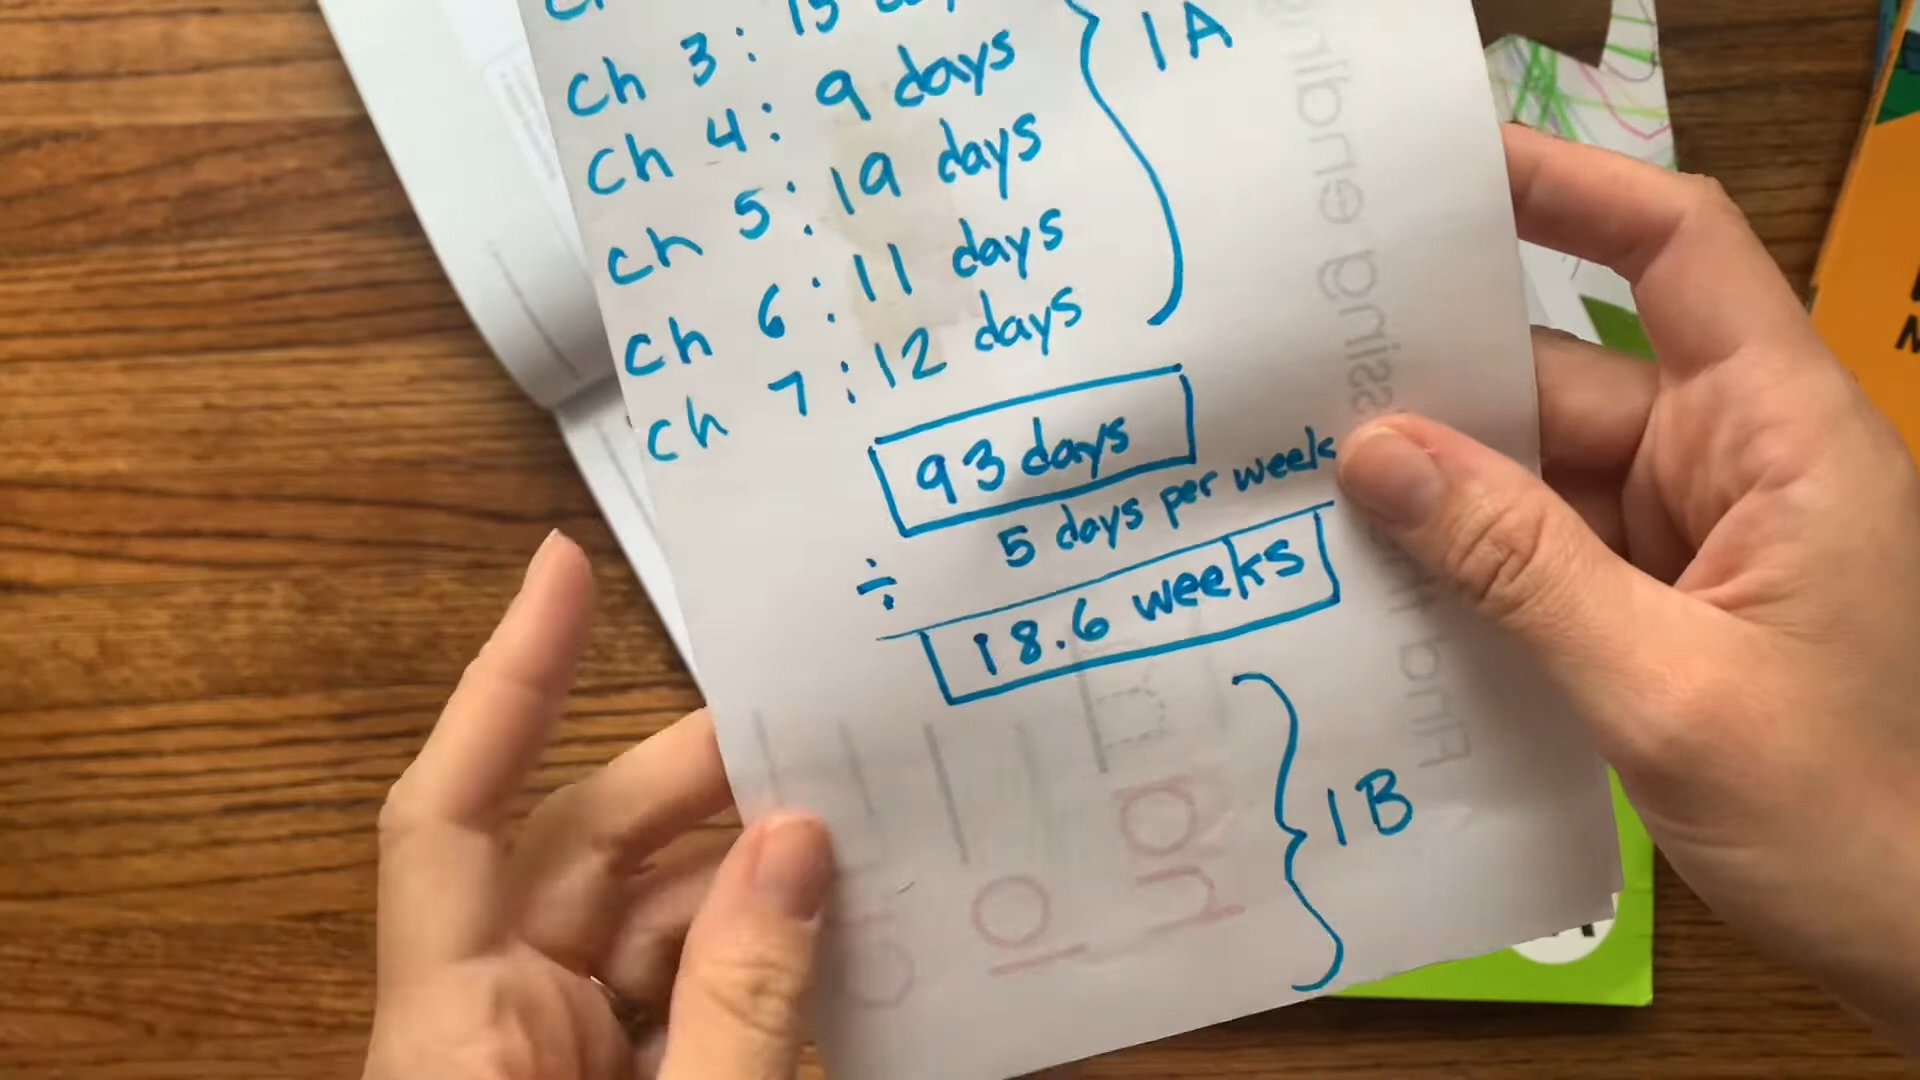 ch 3: 15
ch 4: 9 days
ch 5: 19 days
ch 6: 11 days
ch 7: 12 days
1A
93 days
÷ 5 days per week
18.6 weeks
1B